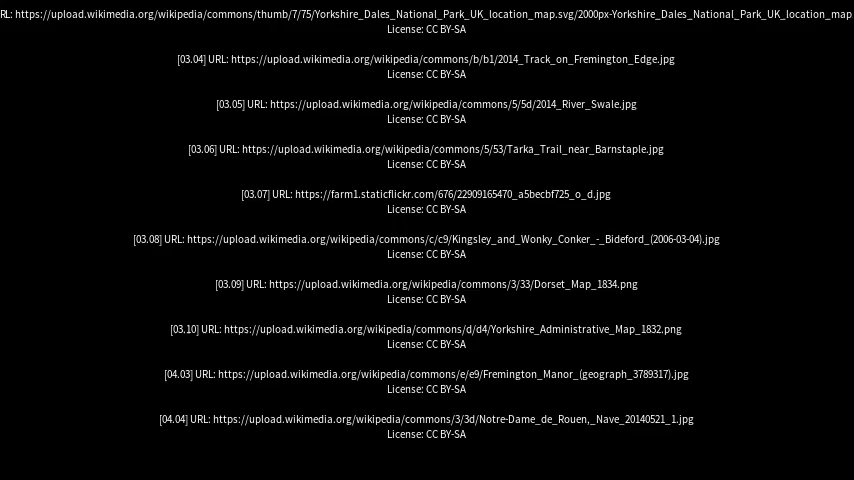 RL: https://upload.wikimedia.org/wikipedia/commons/thumb/7/75/Yorkshire_Dales_National_Park_UK_location_map.svg/2000px-Yorkshire_Dales_National_Park_UK_location_map
License: CC BY-SA
[03.04] URL: https://upload.wikimedia.org/wikipedia/commons/b/b1/2014_Track_on_Fremington_Edge.jpg
License: CC BY-SA
[03.05] URL: https://upload.wikimedia.org/wikipedia/commons/5/5d/2014_River_Swale.jpg
License: CC BY-SA
[03.06] URL: https://upload.wikimedia.org/wikipedia/commons/5/53/Tarka_Trail_near_Barnstaple.jpg
License: CC BY-SA
[03.07] URL: https://farm1.staticflickr.com/676/22909165470_a5becbf725_o_d.jpg
License: CC BY-SA
[03.08] URL: https://upload.wikimedia.org/wikipedia/commons/c/c9/Kingsley_and_Wonky_Conker_-_Bideford_(2006-03-04).jpg
License: CC BY-SA
[03.09] URL: https://upload.wikimedia.org/wikipedia/commons/3/33/Dorset_Map_1834.png
License: CC BY-SA
[03.10] URL: https://upload.wikimedia.org/wikipedia/commons/d/d4/Yorkshire_Administrative_Map_1832.png
License: CC BY-SA
[04.03] URL: https://upload.wikimedia.org/wikipedia/commons/e/e9/Fremington_Manor_(geograph_3789317).jpg
License: CC BY-SA
[04.04] URL: https://upload.wikimedia.org/wikipedia/commons/3/3d/Notre-Dame_de_Rouen,_Nave_20140521_1.jpg
License: CC BY-SA